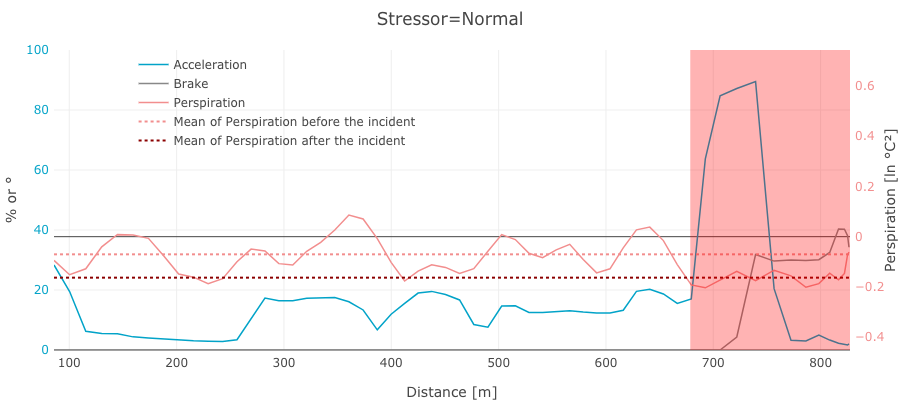 Stressor=Normal
Acceleration
Brake
Perspiration
Mean of Perspiration before the incident
Mean of Perspiration after the incident
100
80
60
40
20
0
% or °
0.6
0.4
0.2
0
−0.2
−0.4
Perspiration [ln °C²]
100 200 300 400 500 600 700 800
Distance [m]